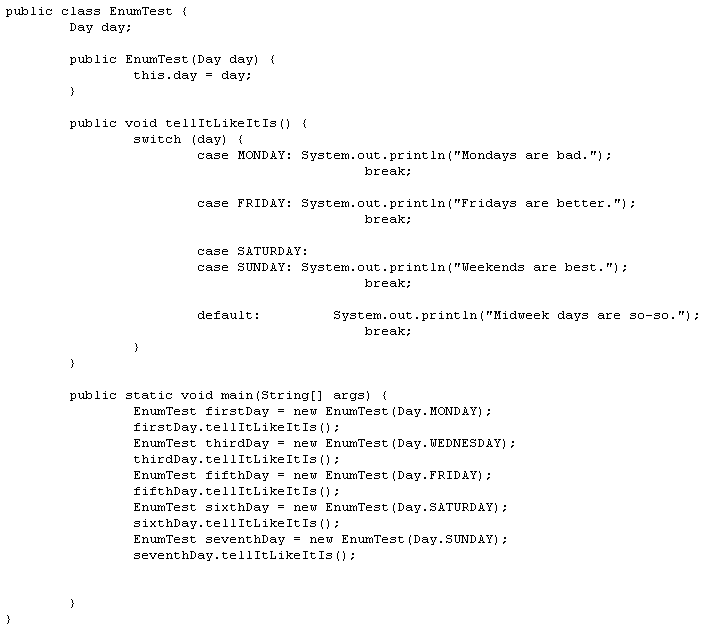 public class EnumTest {
Day day;
public EnumTest(Day day) {
this.day = day;
}
public void tellItLikeItIs() {
switch (day) {
case MONDAY: System.out.println("Mondays are bad.");
break;
case FRIDAY: System.out.println("Fridays are better.");
break;
case SATURDAY:
case SUNDAY: System.out.println("Weekends are best.");
break;
default: System.out.println("Midweek days are so-so.");
break;
}
}
public static void main(String[] args) {
EnumTest firstDay = new EnumTest(Day.MONDAY);
firstDay.tellItLikeItIs();
EnumTest thirdDay = new EnumTest(Day.WEDNESDAY);
thirdDay.tellItLikeItIs();
EnumTest fifthDay = new EnumTest(Day.FRIDAY);
fifthDay.tellItLikeItIs();
EnumTest sixthDay = new EnumTest(Day.SATURDAY);
sixthDay.tellItLikeItIs();
EnumTest seventhDay = new EnumTest(Day.SUNDAY);
seventhDay.tellItLikeItIs();
}
}